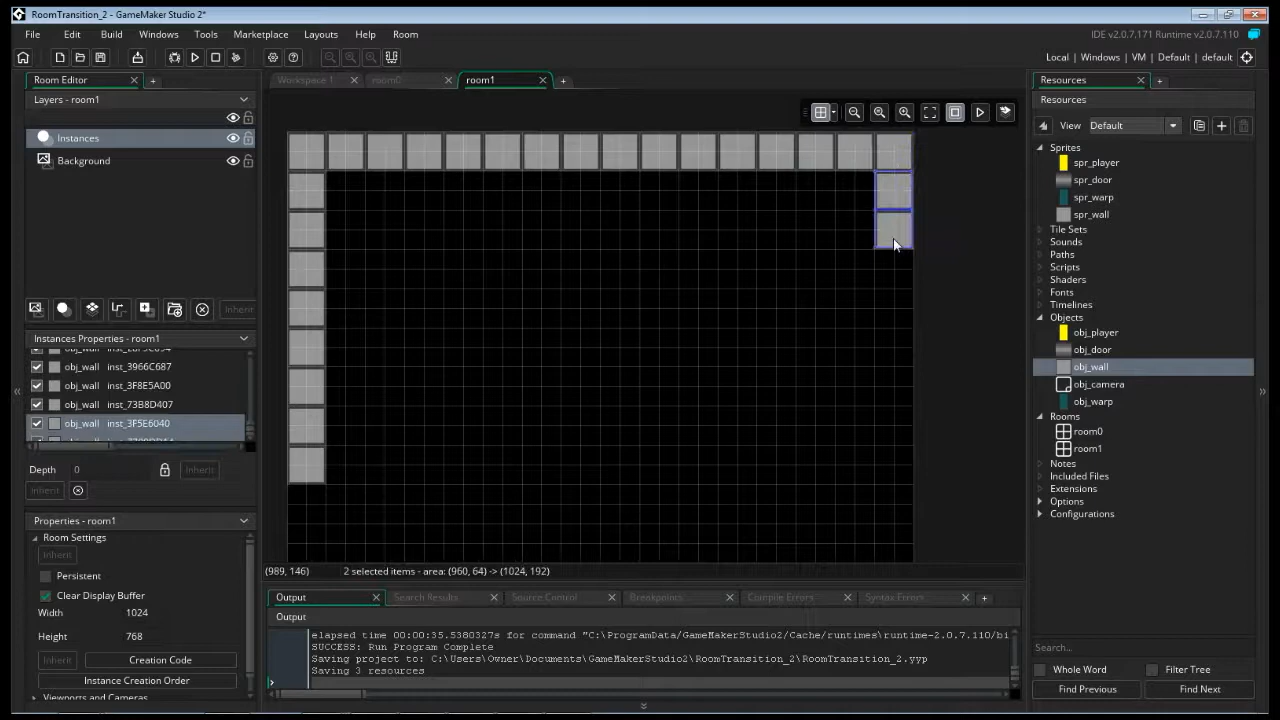 RoomTransition_2 - GameMaker Studio 2*
File Edit Build Windows Tools Marketplace Layouts Help Room
IDE v2.0.7.171 Runtime v2.0.7.110
Local | Windows | VM | Default | default
Room Editor
Layers - room1
Instances
Background
Inherit
Instances Properties - room1
obj_wall inst_3966C687
obj_wall inst_3F8E5A00
obj_wall inst_73B8D407
obj_wall inst_3F5E6040
Depth 0 Inherit
Inherit
Properties - room1
Room Settings
Inherit
Persistent
Clear Display Buffer
Width 1024
Height 768
Inherit Creation Code
Instance Creation Order
Viewports and Cameras
Workspace 1 room0 room1
(989, 146) 2 selected items - area: (960, 64) -> (1024, 192)
Output Search Results Source Control Breakpoints... Compile Errors Syntax Errors
Output
elapsed time 00:00:35.5380327s for command "C:\ProgramData/GameMakerStudio2/Cache/runtimes\runtime-2.0.7.110/bi
SUCCESS: Run Program Complete
Saving project to: C:\Users\Owner\Documents\GameMakerStudio2\RoomTransition_2\RoomTransition_2.yyp
Saving 3 resources
Resources
Resources
View Default
Sprites
spr_player
spr_door
spr_warp
spr_wall
Tile Sets
Sounds
Paths
Scripts
Shaders
Fonts
Timelines
Objects
obj_player
obj_door
obj_wall
obj_camera
obj_warp
Rooms
room0
room1
Notes
Included Files
Extensions
Options
Configurations
Search...
Whole Word Filter Tree
Find Previous Find Next